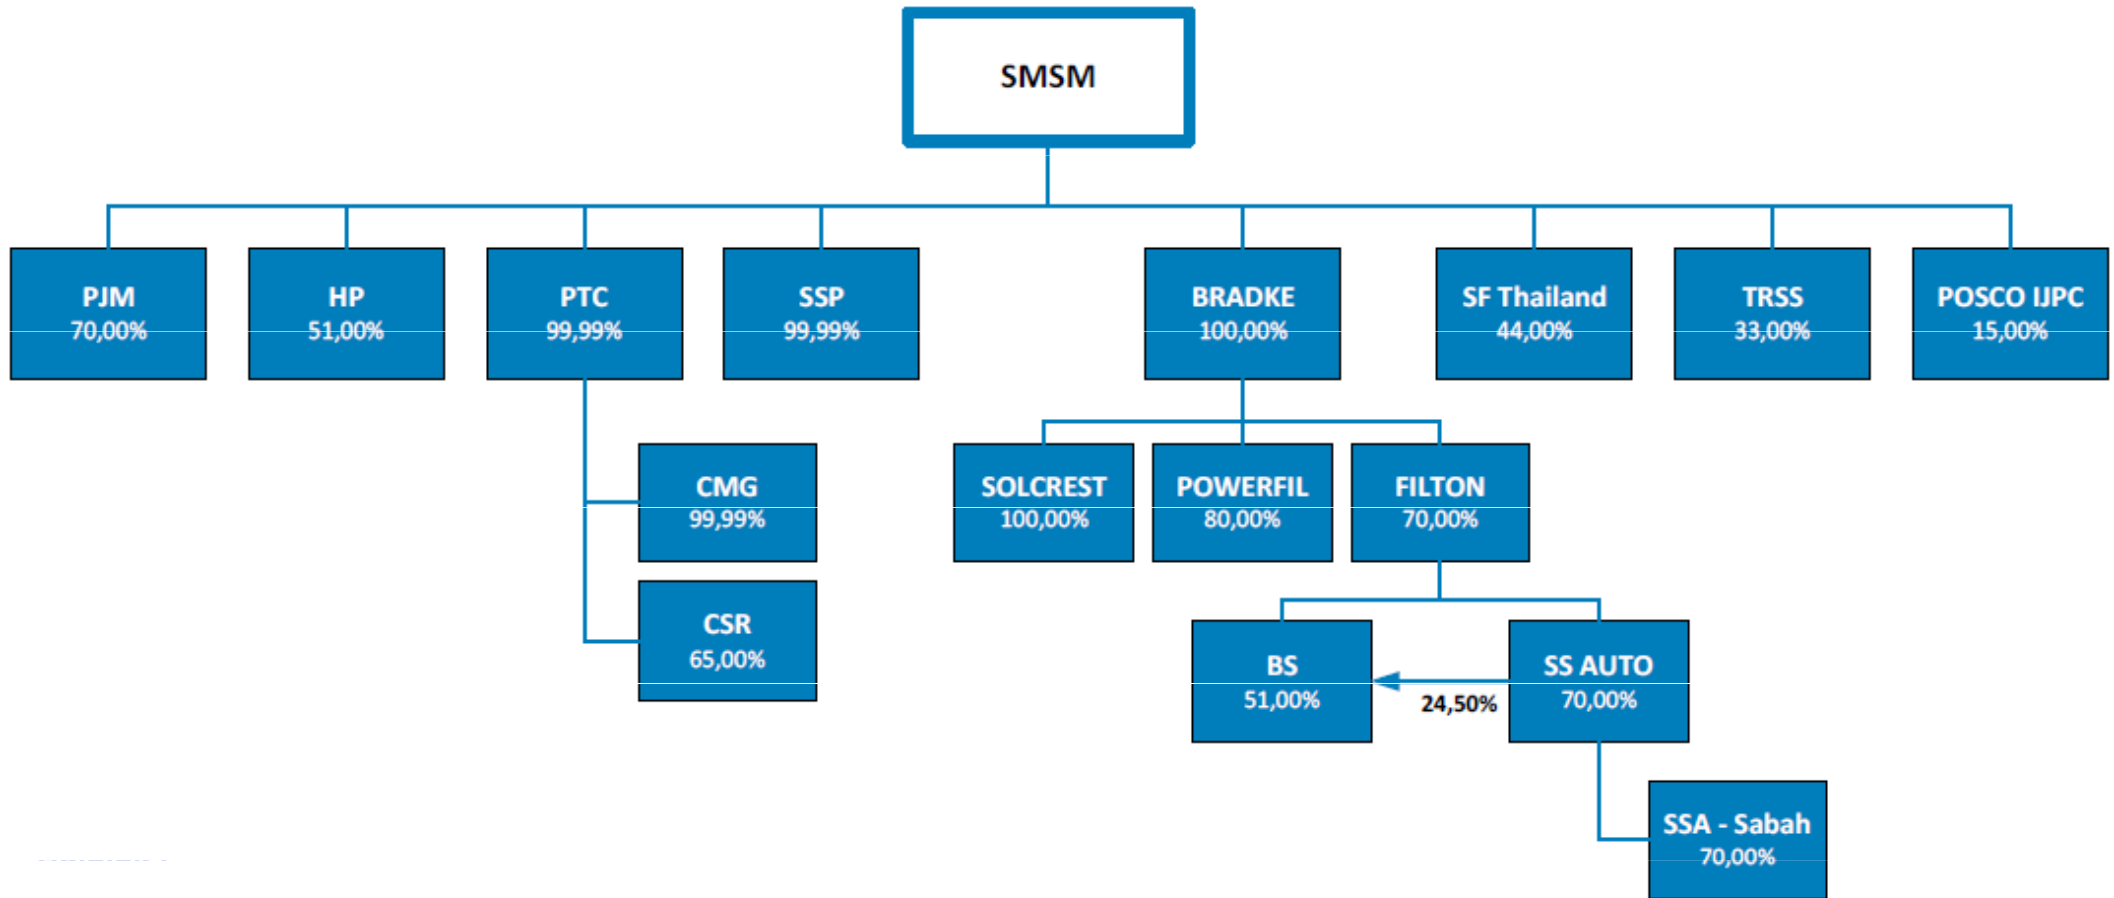 SMSM
PJM
70,00%
HP
51,00%
PTC
99,99%
SSP
99,99%
BRADKE
100,00%
SF Thailand
44,00%
TRSS
33,00%
POSCO IJPC
15,00%
CMG
99,99%
SOLCREST
100,00%
POWERFIL
80,00%
FILTON
70,00%
CSR
65,00%
BS
51,00%
24,50%
SS AUTO
70,00%
SSA - Sabah
70,00%